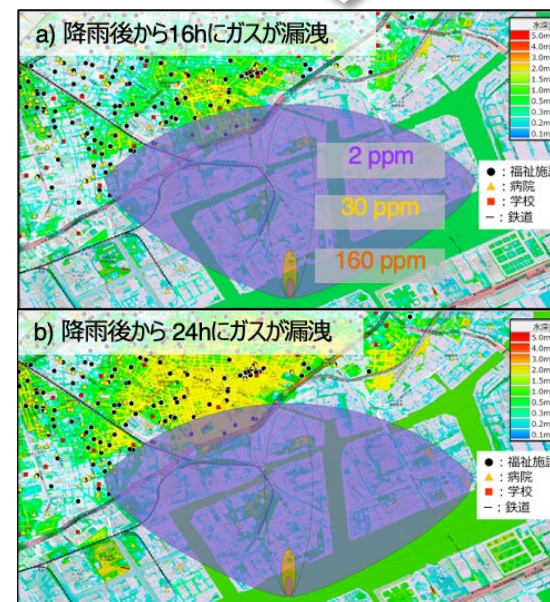 a) 降雨後から16hにガスが漏洩
5.0m
4.0m
3.0m
2.0m
1.5m
1.0m
0.5m
0.3m
0.2m
0.1m
2 ppm
30 ppm
160 ppm
●：福祉施設
▲：病院
■：学校
ー：鉄道
b) 降雨後から 24hにガスが漏洩
5.0m
4.0m
3.0m
2.0m
1.5m
1.0m
0.5m
0.3m
0.2m
0.1m
●：福祉施設
▲：病院
■：学校
ー：鉄道